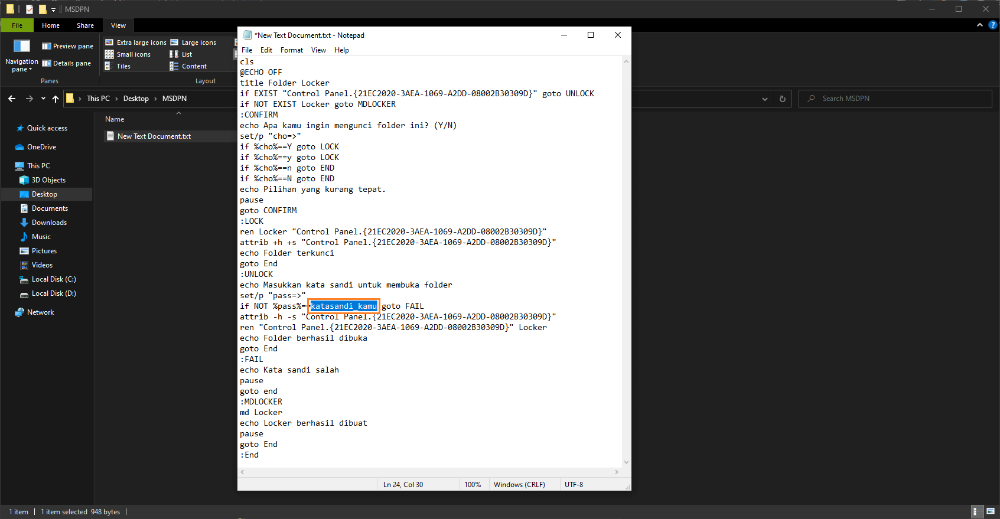 MSDPN
File Home Share View
Navigation pane
Preview pane
Details pane
Panes
Extra large icons Large icons
Small icons List
Tiles Content
Layout
This PC Desktop MSDPN
Search MSDPN
Quick access
OneDrive
This PC
3D Objects
Desktop
Documents
Downloads
Music
Pictures
Videos
Local Disk (C:)
Local Disk (D:)
Network
Name
New Text Document.txt
*New Text Document.txt - Notepad
File Edit Format View Help
cls
@ECHO OFF
title Folder Locker
if EXIST "Control Panel.{21EC2020-3AEA-1069-A2DD-08002B30309D}" goto UNLOCK
if NOT EXIST Locker goto MDLOCKER
:CONFIRM
echo Apa kamu ingin mengunci folder ini? (Y/N)
set/p "cho=>"
if %cho%==Y goto LOCK
if %cho%==y goto LOCK
if %cho%==n goto END
if %cho%==N goto END
echo Pilihan yang kurang tepat.
pause
goto CONFIRM
:LOCK
ren Locker "Control Panel.{21EC2020-3AEA-1069-A2DD-08002B30309D}"
attrib +h +s "Control Panel.{21EC2020-3AEA-1069-A2DD-08002B30309D}"
echo Folder terkunci
goto End
:UNLOCK
echo Masukkan kata sandi untuk membuka folder
set/p "pass=>"
if NOT %pass%==katasandi_kamu goto FAIL
attrib -h -s "Control Panel.{21EC2020-3AEA-1069-A2DD-08002B30309D}"
ren "Control Panel.{21EC2020-3AEA-1069-A2DD-08002B30309D}" Locker
echo Folder berhasil dibuka
goto End
:FAIL
echo Kata sandi salah
pause
goto end
:MDLOCKER
md Locker
echo Locker berhasil dibuat
pause
goto End
:End
Ln 24, Col 30 100% Windows (CRLF) UTF-8
1 item 1 item selected 948 bytes